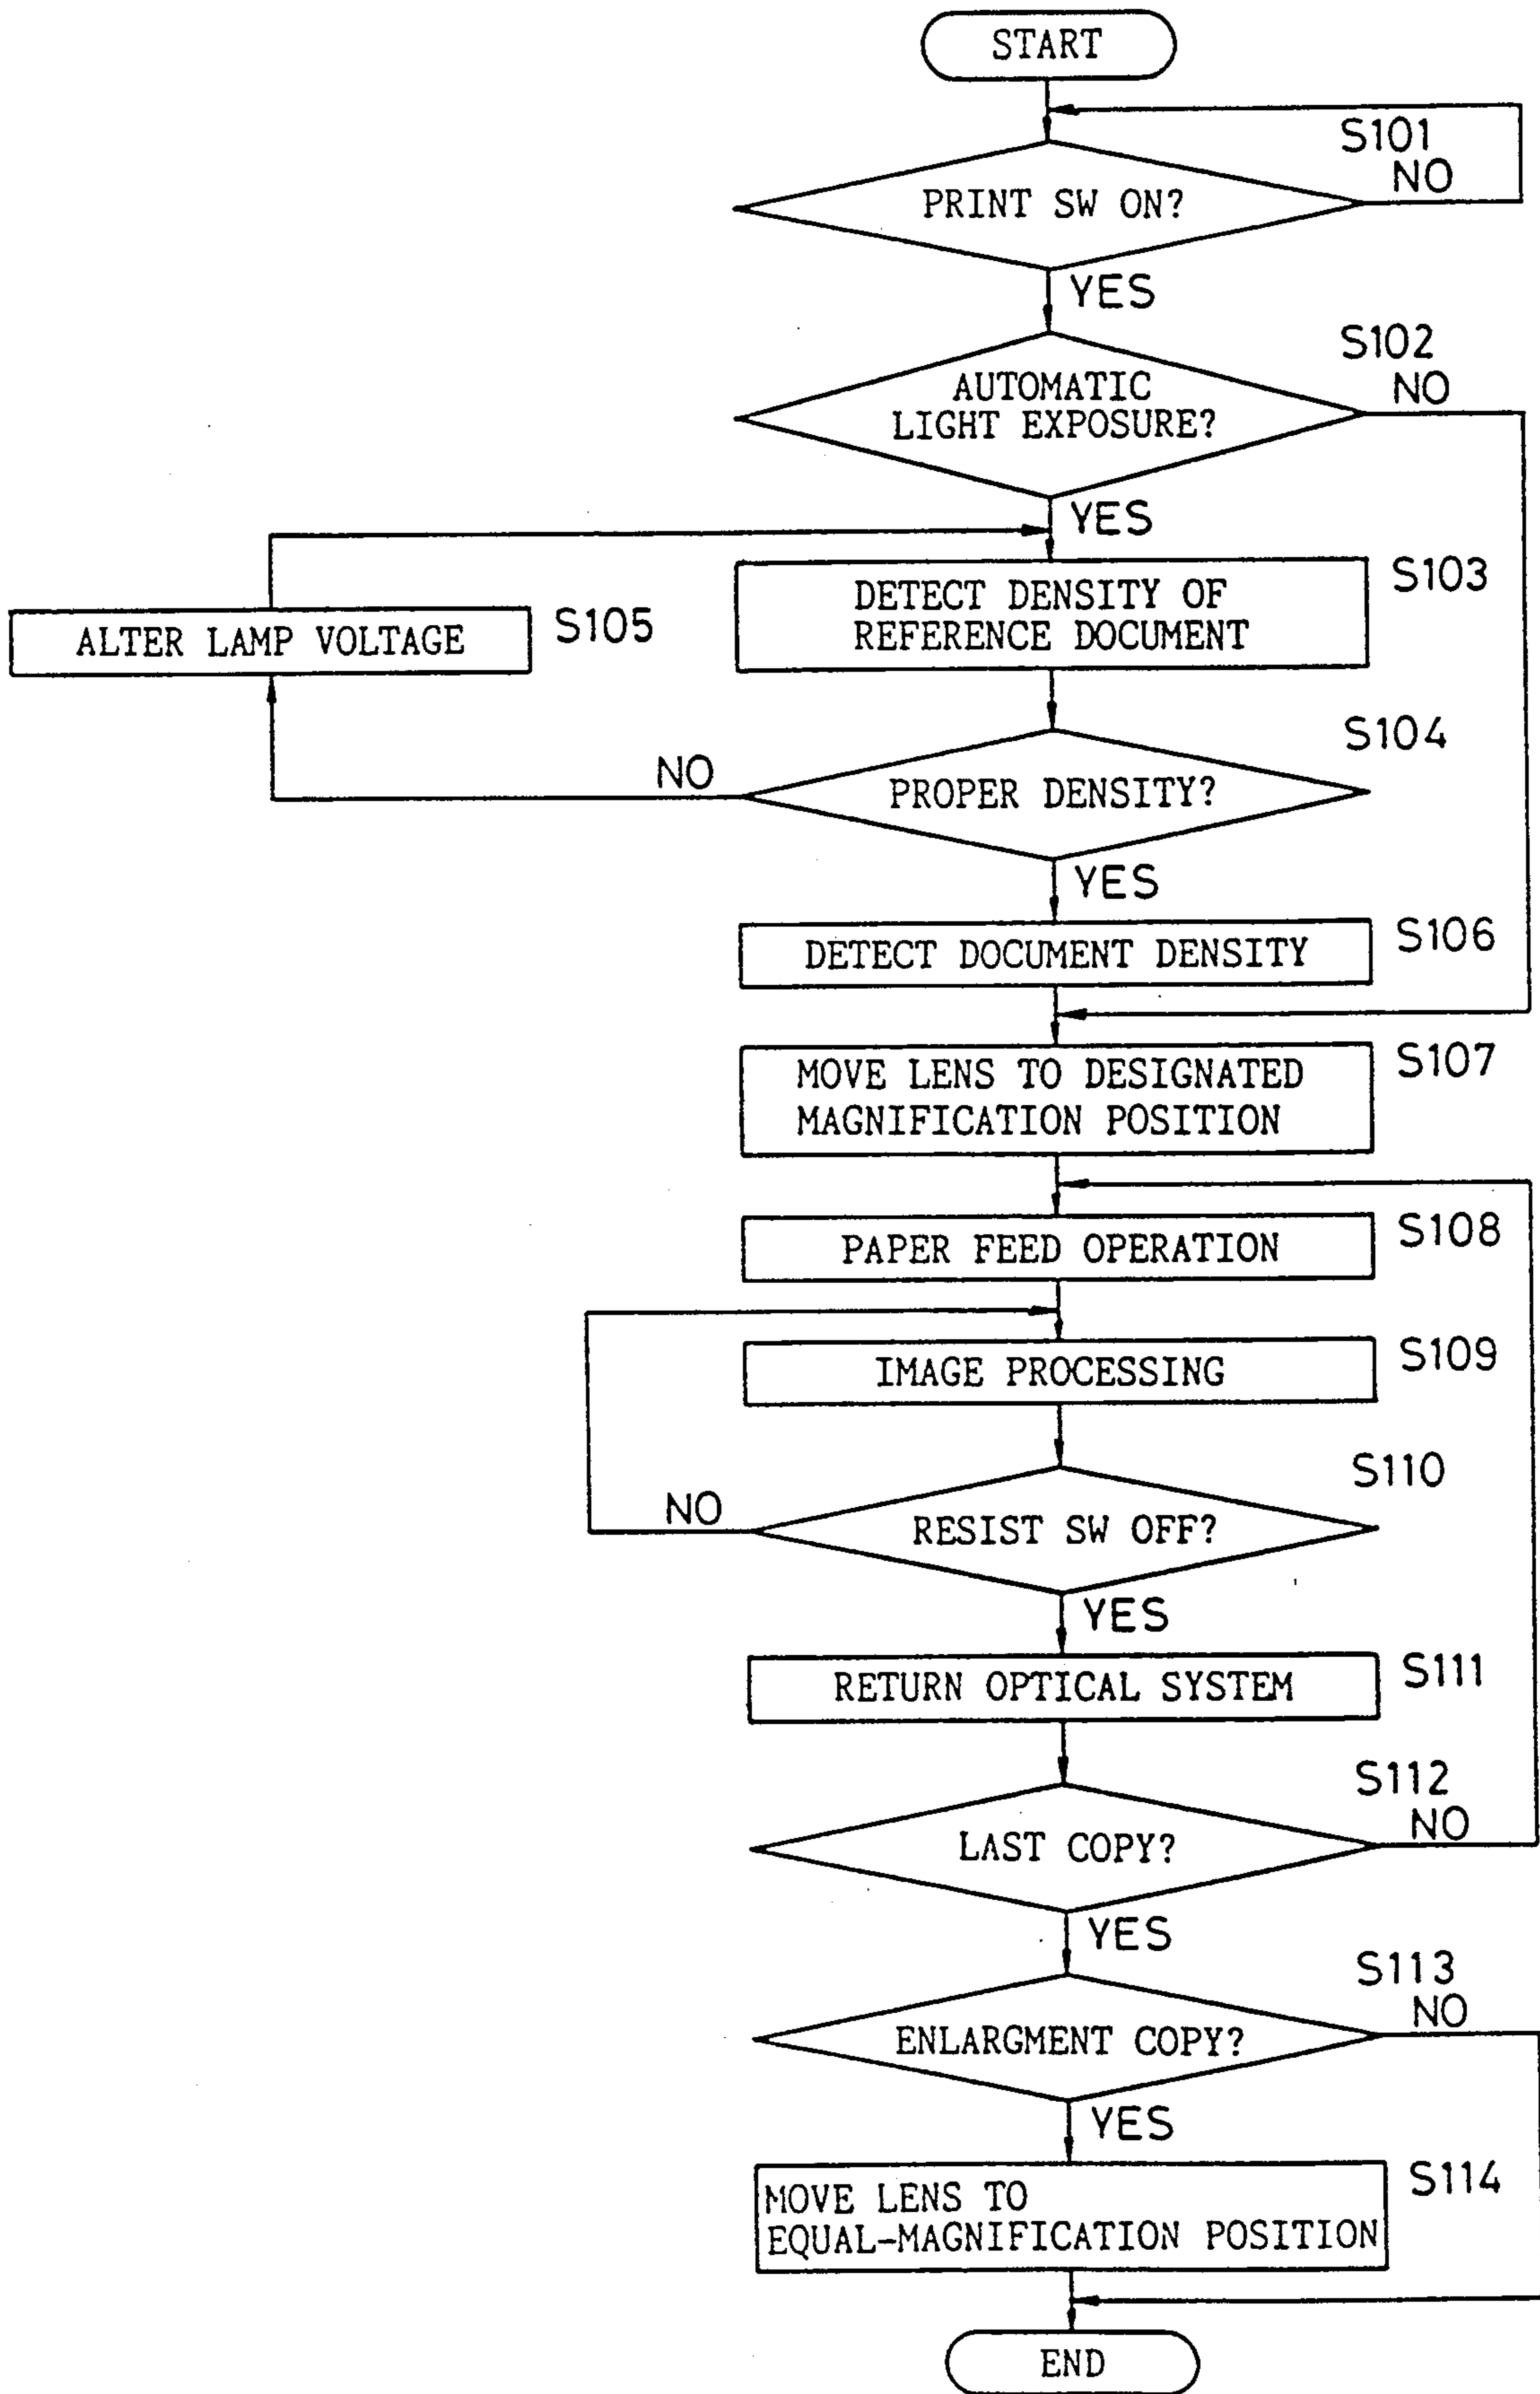 START
S101
NO
PRINT SW ON?
YES
S102
NO
AUTOMATIC
LIGHT EXPOSURE?
YES
S103
DETECT DENSITY OF
REFERENCE DOCUMENT
ALTER LAMP VOLTAGE
S105
S104
NO
PROPER DENSITY?
YES
S106
DETECT DOCUMENT DENSITY
S107
MOVE LENS TO DESIGNATED
MAGNIFICATION POSITION
S108
PAPER FEED OPERATION
S109
IMAGE PROCESSING
S110
NO
RESIST SW OFF?
YES
S111
RETURN OPTICAL SYSTEM
S112
NO
LAST COPY?
YES
S113
NO
ENLARGMENT COPY?
YES
S114
MOVE LENS TO
EQUAL-MAGNIFICATION POSITION
END